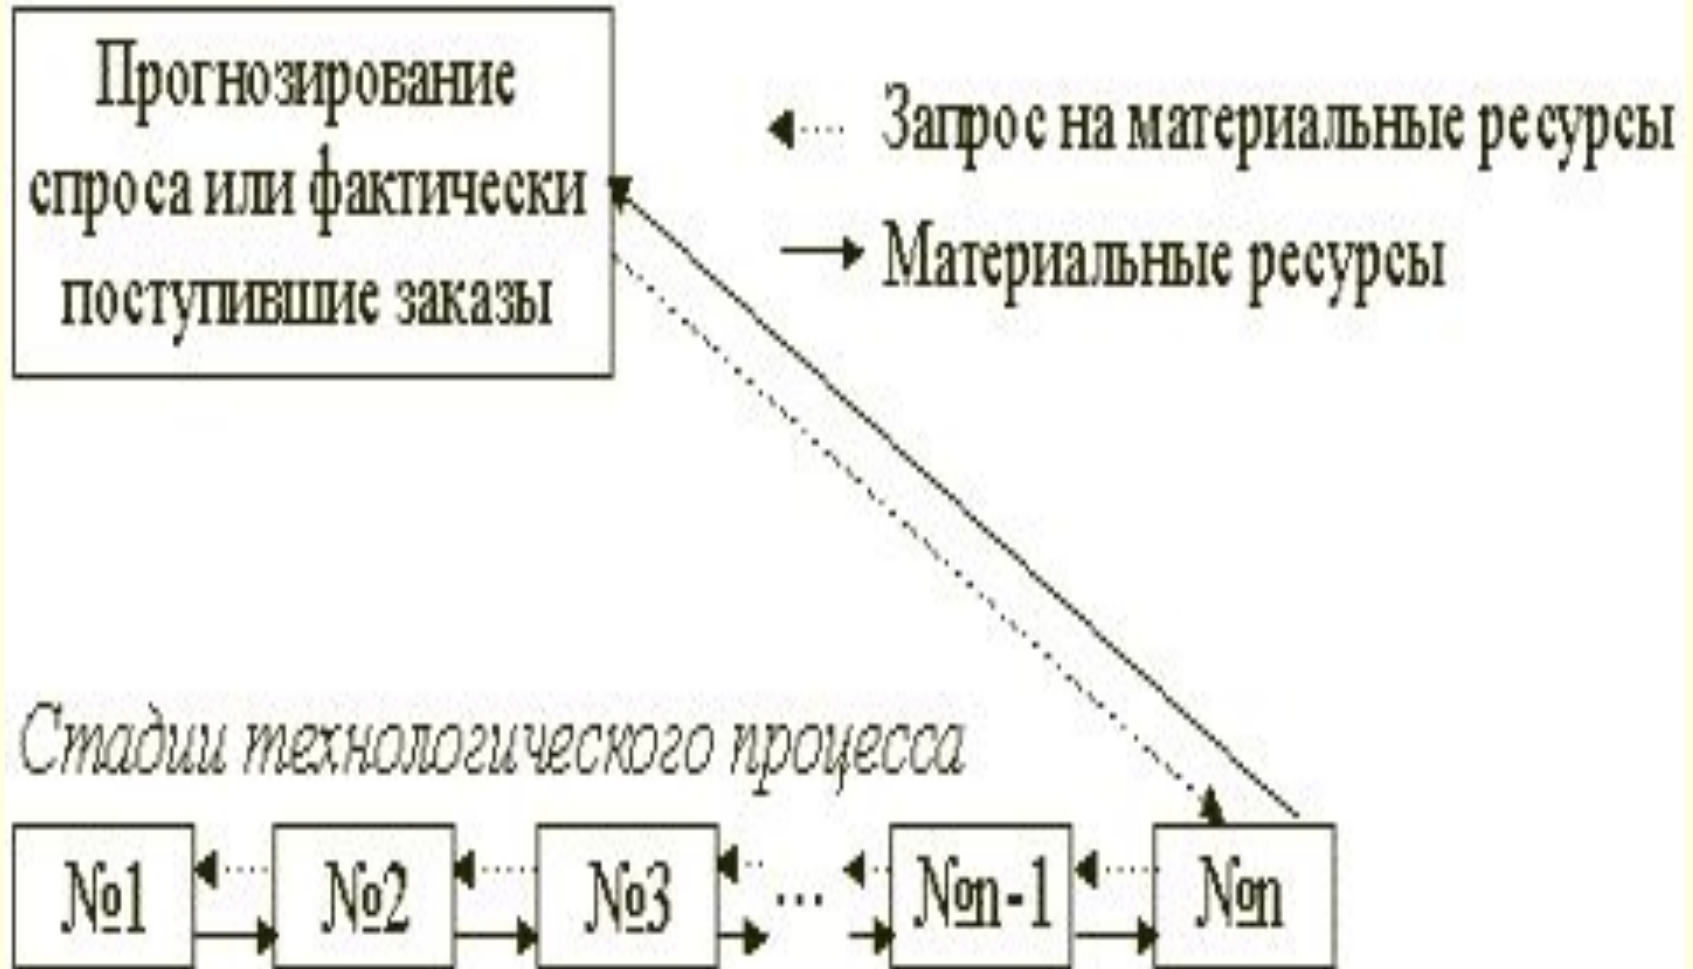 Прогнозирование
спроса или фактически
поступившие заказы
Запрос на материальные ресурсы
Материальные ресурсы
Стадии технологического процесса
№1 №2 №3 ... №n-1 №n